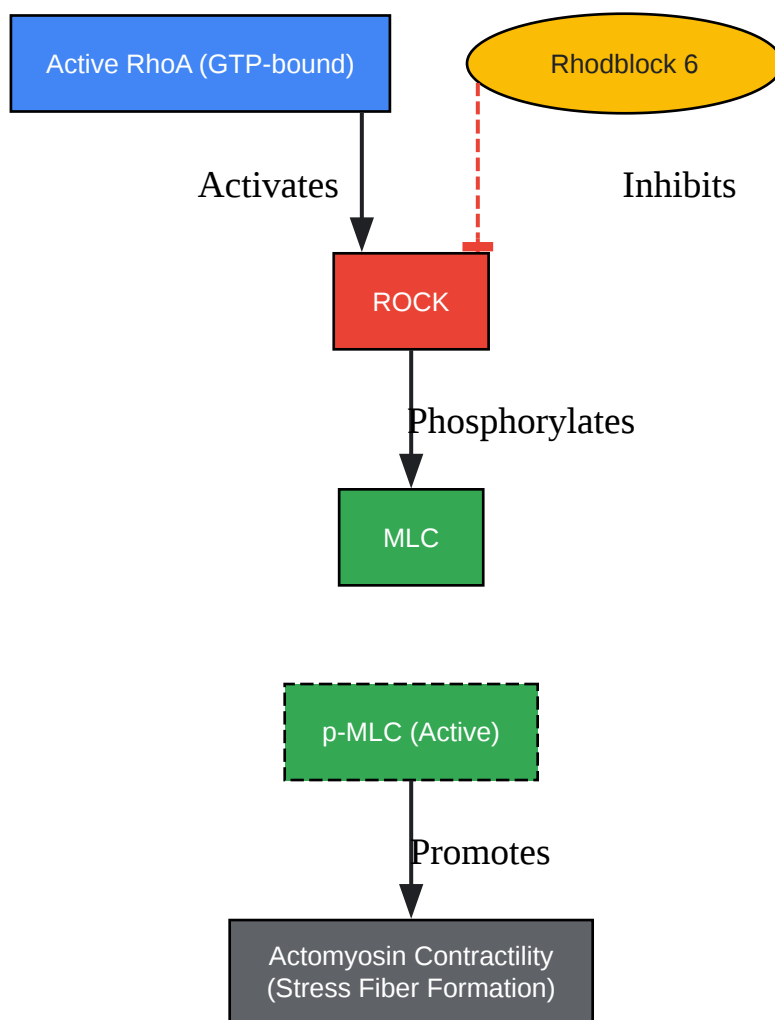 Active RhoA (GTP-bound)
Rhodblock 6
Activates
Inhibits
ROCK
Phosphorylates
MLC
p-MLC (Active)
Promotes
Actomyosin Contractility
(Stress Fiber Formation)